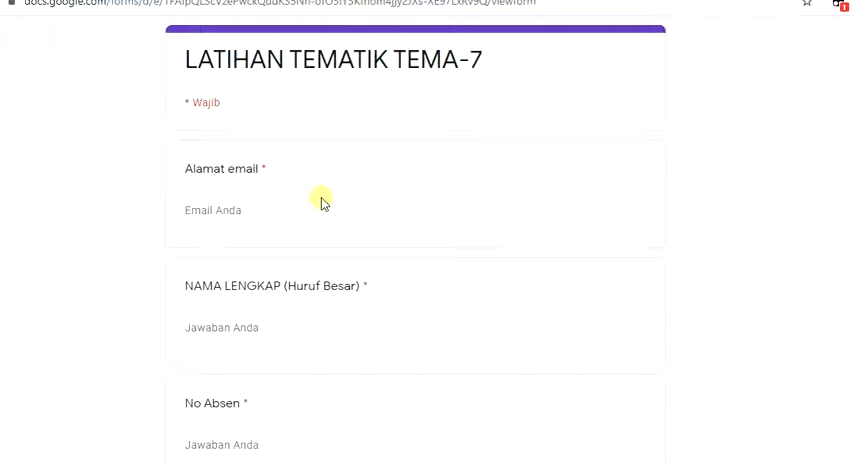 LATIHAN TEMATIK TEMA-7
* Wajib
Alamat email *
Email Anda
NAMA LENGKAP (Huruf Besar) *
Jawaban Anda
No Absen *
Jawaban Anda